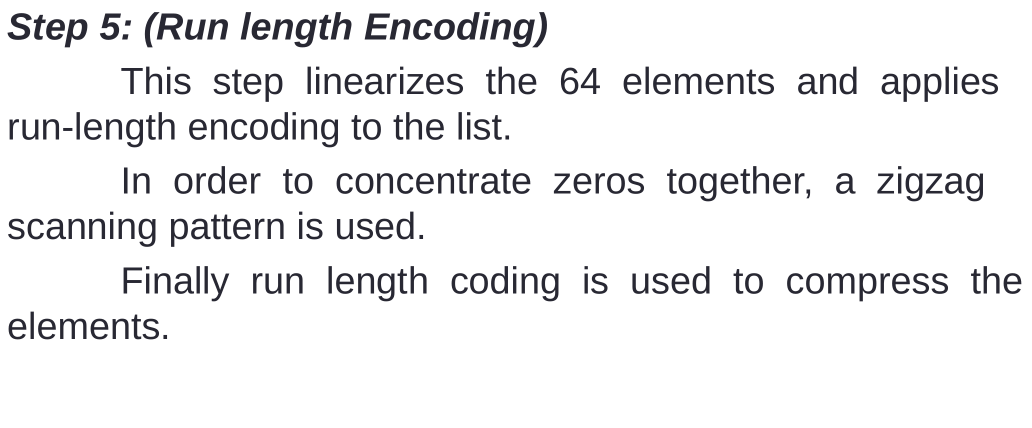 Step 5: (Run length Encoding)
This step linearizes the 64 elements and applies
run-length encoding to the list.
In order to concentrate zeros together, a zigzag
scanning pattern is used.
Finally run length coding is used to compress the
elements.